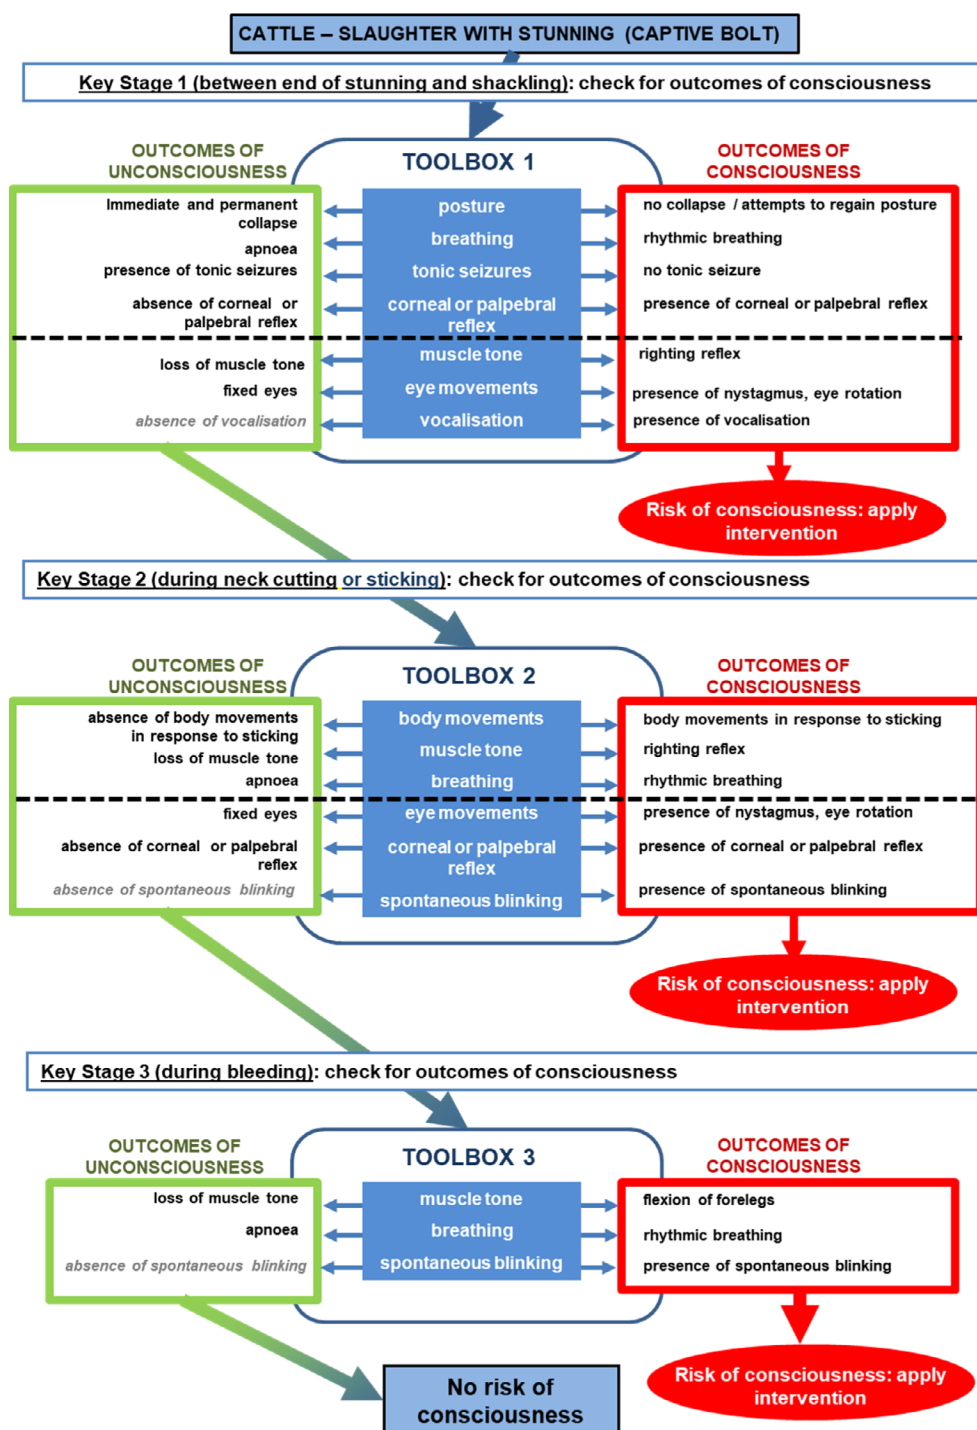 CATTLE – SLAUGHTER WITH STUNNING (CAPTIVE BOLT)
Key Stage 1 (between end of stunning and shackling): check for outcomes of consciousness
OUTCOMES OF
UNCONSCIOUSNESS
TOOLBOX 1
OUTCOMES OF
CONSCIOUSNESS
Immediate and permanent
collapse
posture
no collapse / attempts to regain posture
apnoea
breathing
rhythmic breathing
presence of tonic seizures
tonic seizures
no tonic seizure
absence of corneal or
palpebral reflex
corneal or palpebral
reflex
presence of corneal or palpebral reflex
loss of muscle tone
muscle tone
righting reflex
fixed eyes
eye movements
presence of nystagmus, eye rotation
absence of vocalisation
vocalisation
presence of vocalisation
Risk of consciousness: apply
intervention
Key Stage 2 (during neck cutting or sticking): check for outcomes of consciousness
OUTCOMES OF
UNCONSCIOUSNESS
TOOLBOX 2
OUTCOMES OF
CONSCIOUSNESS
absence of body movements
in response to sticking
body movements
body movements in response to sticking
loss of muscle tone
muscle tone
righting reflex
apnoea
breathing
rhythmic breathing
fixed eyes
eye movements
presence of nystagmus, eye rotation
absence of corneal or palpebral
reflex
corneal or palpebral
reflex
presence of corneal or palpebral reflex
absence of spontaneous blinking
spontaneous blinking
presence of spontaneous blinking
Risk of consciousness: apply
intervention
Key Stage 3 (during bleeding): check for outcomes of consciousness
OUTCOMES OF
UNCONSCIOUSNESS
TOOLBOX 3
OUTCOMES OF
CONSCIOUSNESS
loss of muscle tone
muscle tone
flexion of forelegs
apnoea
breathing
rhythmic breathing
absence of spontaneous blinking
spontaneous blinking
presence of spontaneous blinking
Risk of consciousness: apply
intervention
No risk of
consciousness